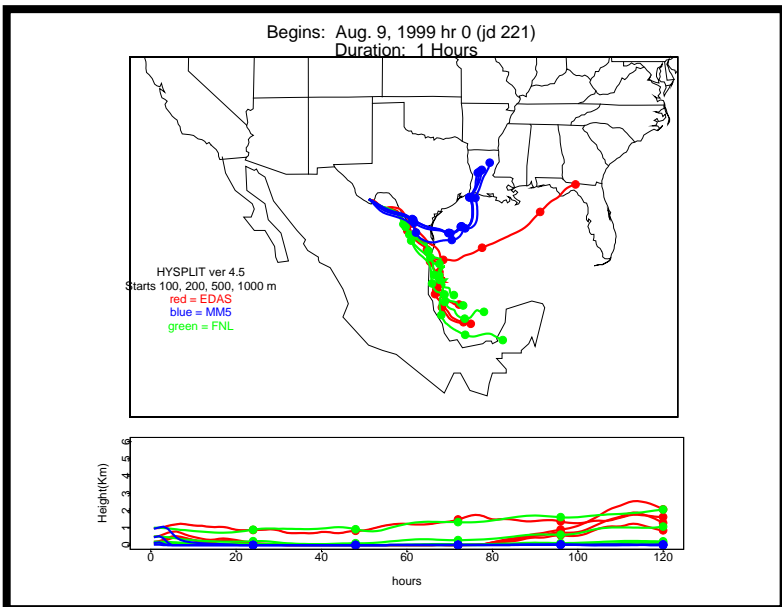 Begins: Aug. 9, 1999 hr 0 (jd 221)
Duration: 1 Hours
HYSPLIT ver 4.5
Starts 100, 200, 500, 1000 m
red = EDAS
blue = MM5
green = FNL
Height(Km)
6
5
4
3
2
1
0
0 20 40 60 80 100 120
hours